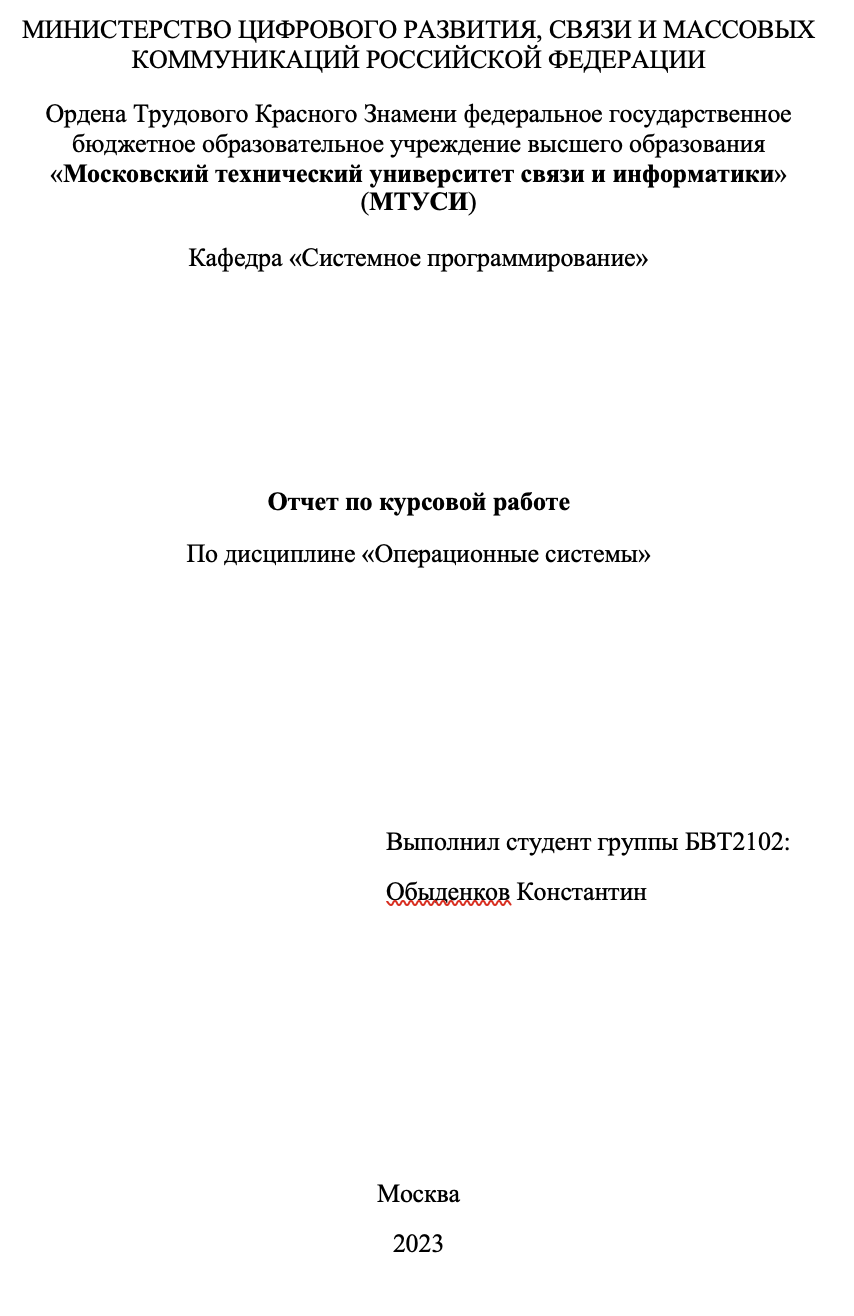 МИНИСТЕРСТВО ЦИФРОВОГО РАЗВИТИЯ, СВЯЗИ И МАССОВЫХ
КОММУНИКАЦИЙ РОССИЙСКОЙ ФЕДЕРАЦИИ
Ордена Трудового Красного Знамени федеральное государственное
бюджетное образовательное учреждение высшего образования
«Московский технический университет связи и информатики»
(МТУСИ)
Кафедра «Системное программирование»
Отчет по курсовой работе
По дисциплине «Операционные системы»
Выполнил студент группы БВТ2102:
Обыденков Константин
Москва
2023